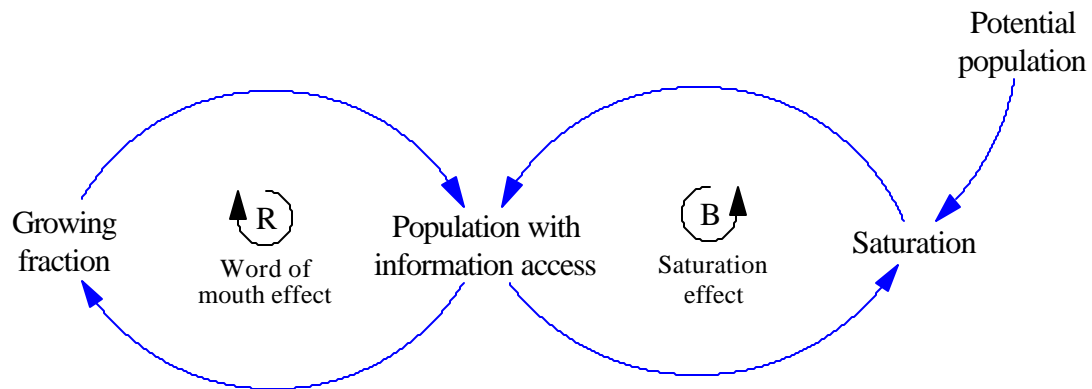 Potential
population
Growing
fraction
R
Word of
mouth effect
Population with
information access
B
Saturation
effect
Saturation